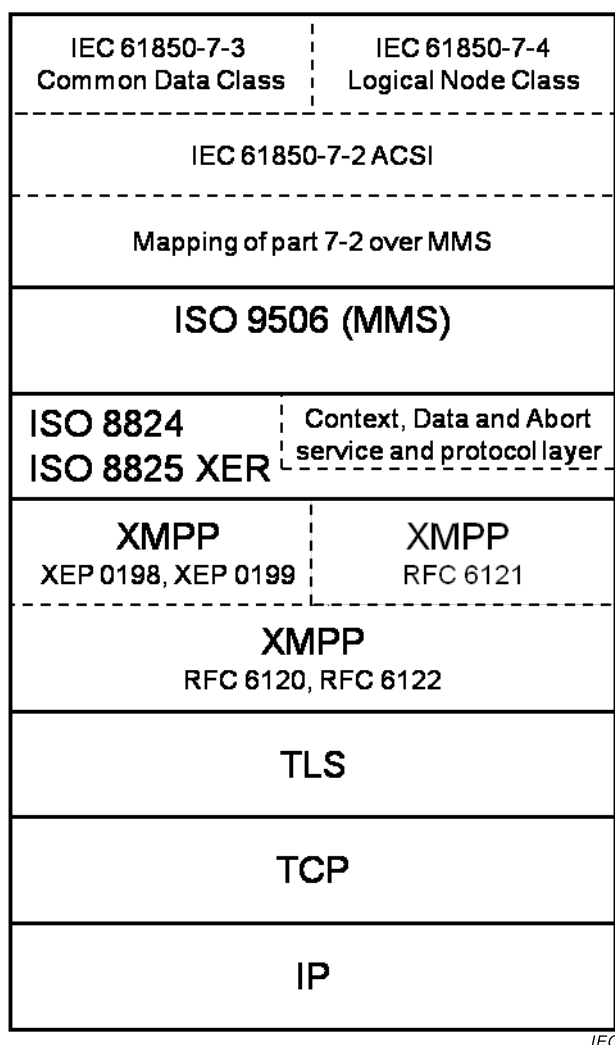 IEC 61850-7-3
Common Data Class
IEC 61850-7-4
Logical Node Class
IEC 61850-7-2 ACSI
Mapping of part 7-2 over MMS
ISO 9506 (MMS)
ISO 8824
ISO 8825 XER
Context, Data and Abort
service and protocol layer
XMPP
XEP 0198, XEP 0199
XMPP
RFC 6121
XMPP
RFC 6120, RFC 6122
TLS
TCP
IP
IEC